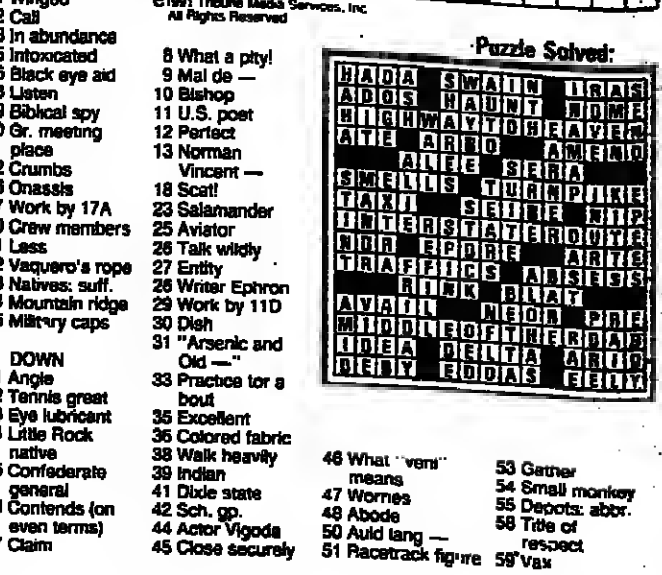 Winged
Call
In abundance
Intoxicated
Black eye aid
Listen
Biblical spy
Gr. meeting
place
Crumbs
Onassis
Work by 17A
Crew members
Less
Vaquero's rope
Natives: suff.
Mountain ridge
Military caps
DOWN
Angle
Tennis great
Eye lubricant
Little Rock
native
Confederate
general
Contends (on
even terms)
Claim
©1991 Tribune Media Services, Inc.
All Rights Reserved
8 What a pity!
9 Mal de —
10 Bishop
11 U.S. poet
12 Perfect
13 Norman
Vincent —
18 Scat!
23 Salamander
25 Aviator
26 Talk wildly
27 Entity
28 Writer Ephron
29 Work by 11D
30 Dish
31 "Arsenic and
Old —"
33 Practice for a
bout
35 Excellent
36 Colored fabric
38 Walk heavily
39 Indian
41 Dixie state
42 Sch. gp.
44 Actor Vigoda
45 Close securely
Puzzle Solved:
HADA SWAIN IRAS
ADOS HAUNT NOME
HIGHWAYTOHEAVEN
ATE ARBO AMEND
ALEE SERA
SMELLS TURNPIKE
TAXI SEINE NIP
INTERSTATEROUTE
NOR EPODE ARTE
TRAFFICS ABSESS
RINK BLAT
AVAIL NEOR PRE
MIDDLEOFTHEROAD
IDEA DELTA ARID
DEBY EDDAS EELY
46 What "veni"
means
47 Worries
48 Abode
50 Auld lang —
51 Racetrack figure
53 Gather
54 Small monkey
55 Depots: abbr.
58 Title of
respect
59 Vax